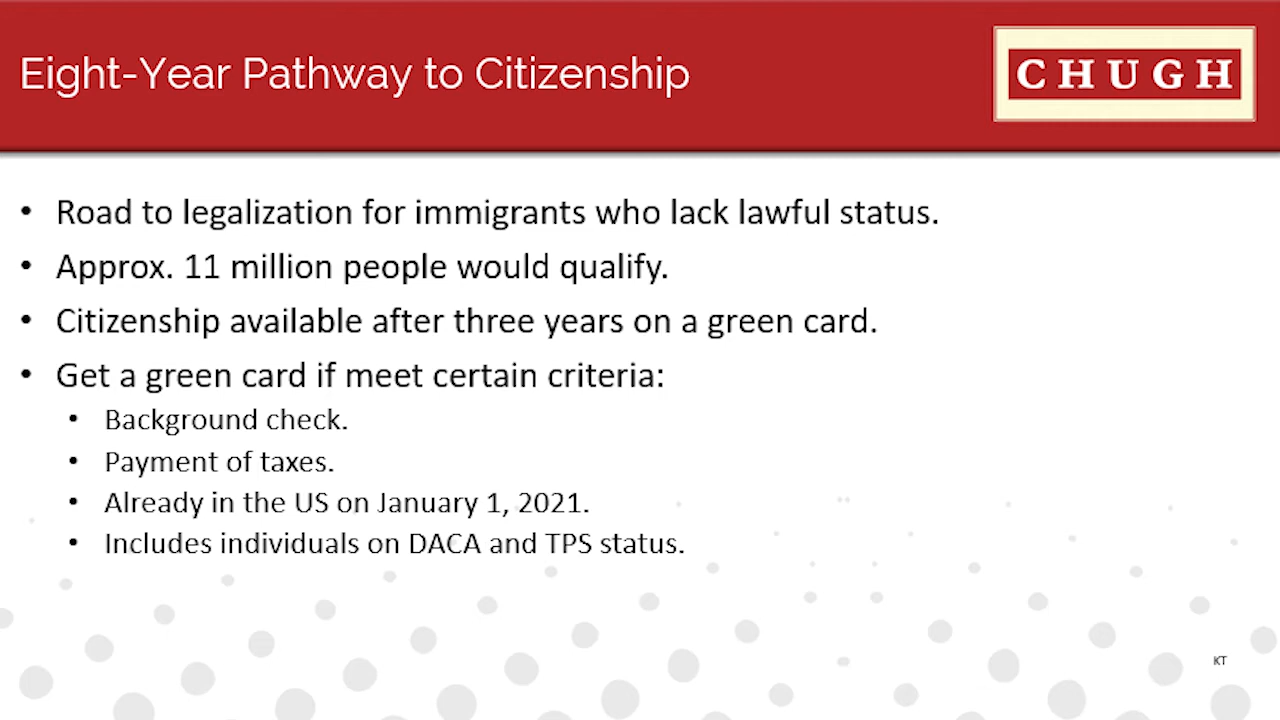 Eight-Year Pathway to Citizenship
CHUGH
• Road to legalization for immigrants who lack lawful status.
• Approx. 11 million people would qualify.
• Citizenship available after three years on a green card.
• Get a green card if meet certain criteria:
• Background check.
• Payment of taxes.
• Already in the US on January 1, 2021.
• Includes individuals on DACA and TPS status.
KT